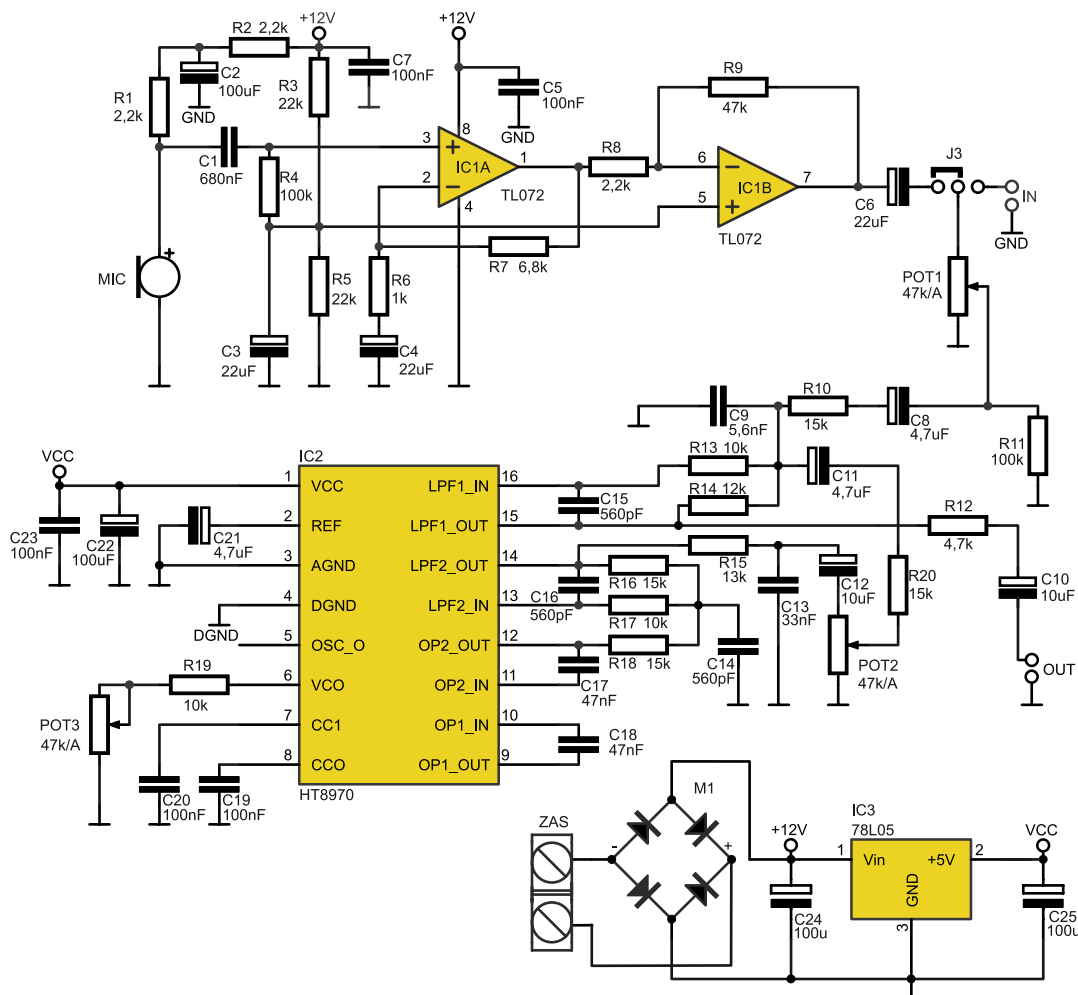 +12V
+12V
R2 2,2k
C2
100uF
GND
C7
100nF
R1
2,2k
R3
22k
C5
100nF
GND
R9
47k
C1
680nF
R4
100k
3
8
+
IC1A
1
2
−
4
TL072
R8
2,2k
6
−
IC1B
7
5
+
TL072
C6
22uF
J3
IN
GND
MIC
+
R7 6,8k
R6
1k
R5
22k
POT1
47k/A
C3
22uF
C4
22uF
C9
5,6nF
R10
15k
C8
4,7uF
R11
100k
IC2
VCC
1
VCC
LPF1_IN
16
R13 10k
C11
4,7uF
R14 12k
C15
560pF
C23
100nF
C22
100uF
C21
4,7uF
2
REF
LPF1_OUT
15
R12
4,7k
3
AGND
LPF2_OUT
14
R15
13k
R16 15k
C16
560pF
C12
10uF
R20
15k
C10
10uF
4
DGND
LPF2_IN
13
R17 10k
C13
33nF
DGND
5
OSC_O
OP2_OUT
12
R18 15k
C14
560pF
POT2
47k/A
OUT
R19
10k
6
VCO
OP2_IN
11
C17
47nF
POT3
47k/A
7
CC1
OP1_IN
10
C18
47nF
8
CCO
OP1_OUT
9
C20
100nF
C19
100nF
HT8970
M1
ZAS
-
+
+12V
IC3
78L05
1
Vin
+5V
2
GND
3
VCC
C24
100u
C25
100u